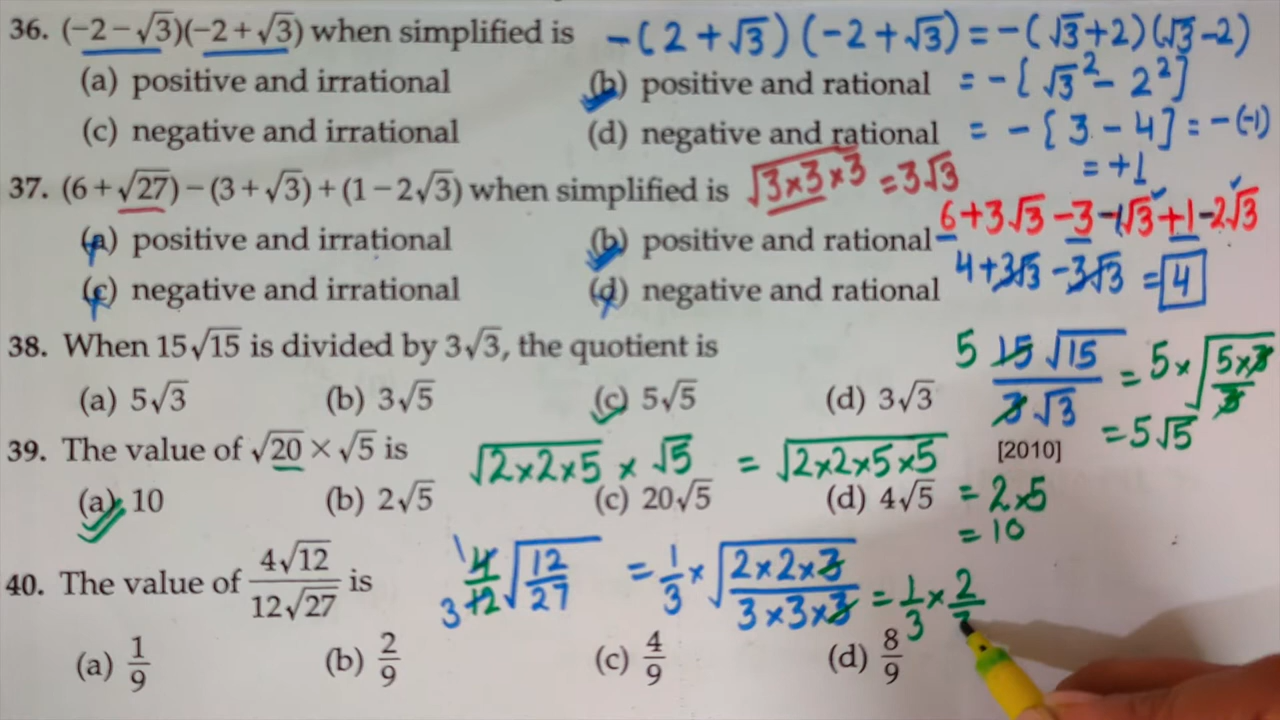 36. (−2−√3)(−2+√3) when simplified is −(2+√3)(−2+√3) = −(√3+2)(√3−2)
(a) positive and irrational (b) positive and rational = −[√3² − 2²]
(c) negative and irrational (d) negative and rational = −[3 − 4] = −(−1)
= +1
37. (6+√27)−(3+√3)+(1−2√3) when simplified is √3×3×3 = 3√3
6+3√3 −3−1√3+1−2√3
(a) positive and irrational (b) positive and rational
4+3√3 −3√3 = 4
(c) negative and irrational (d) negative and rational
38. When 15√15 is divided by 3√3, the quotient is
5 15√15 / 3√3 = 5×√5×3/3
(a) 5√3 (b) 3√5 (c) 5√5 (d) 3√3
= 5√5
39. The value of √20 × √5 is √2×2×5 × √5 = √2×2×5×5 [2010]
(a) 10 (b) 2√5 (c) 20√5 (d) 4√5 = 2×5
= 10
40. The value of 4√12/12√27 is 1 4/12 3 √12/27 = 1/3 × √2×2×3/3×3×3 = 1/3 × 2/
(a) 1/9 (b) 2/9 (c) 4/9 (d) 8/9